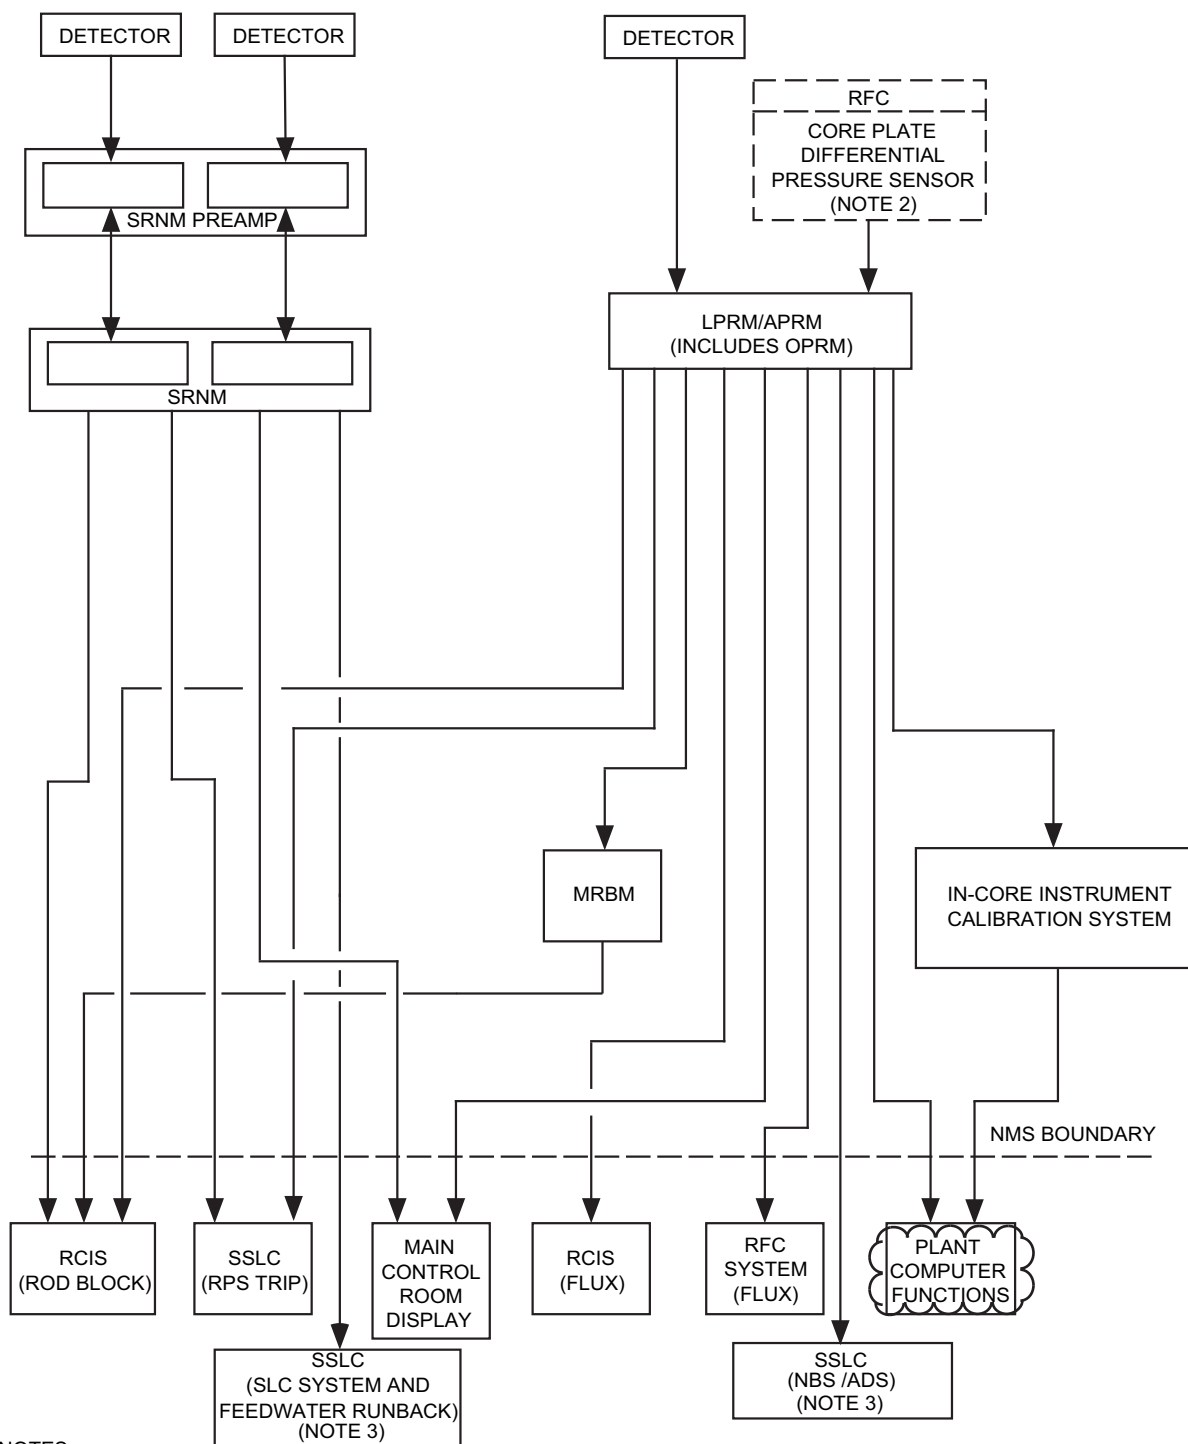 DETECTOR
DETECTOR
DETECTOR
RFC
CORE PLATE
DIFFERENTIAL
PRESSURE SENSOR
(NOTE 2)
SRNM PREAMP
LPRM/APRM
(INCLUDES OPRM)
SRNM
MRBM
IN-CORE INSTRUMENT
CALIBRATION SYSTEM
NMS BOUNDARY
RCIS
(ROD BLOCK)
SSLC
(RPS TRIP)
MAIN
CONTROL
ROOM
DISPLAY
RCIS
(FLUX)
RFC
SYSTEM
(FLUX)
PLANT
COMPUTER
FUNCTIONS
SSLC
(SLC SYSTEM AND
FEEDWATER RUNBACK)
(NOTE 3)
SSLC
(NBS /ADS)
(NOTE 3)